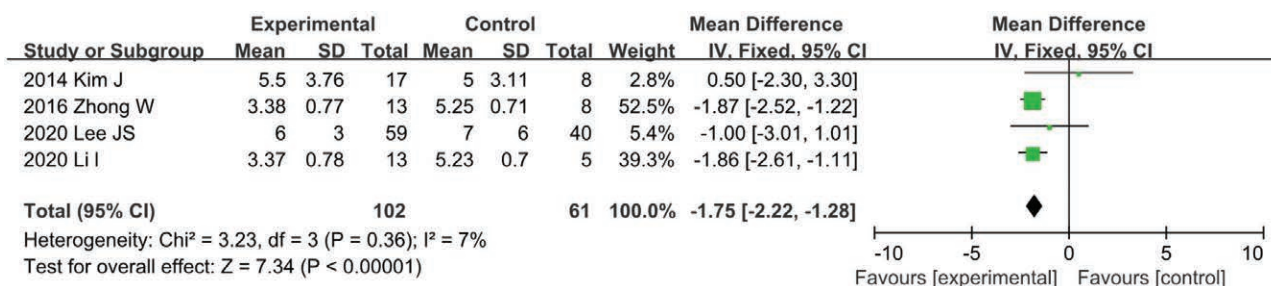 Experimental Control Mean Difference Mean Difference
Study or Subgroup Mean SD Total Mean SD Total Weight IV, Fixed, 95% CI IV, Fixed, 95% CI
2014 Kim J 5.5 3.76 17 5 3.11 8 2.8% 0.50 [-2.30, 3.30]
2016 Zhong W 3.38 0.77 13 5.25 0.71 8 52.5% -1.87 [-2.52, -1.22]
2020 Lee JS 6 3 59 7 6 40 5.4% -1.00 [-3.01, 1.01]
2020 Li I 3.37 0.78 13 5.23 0.7 5 39.3% -1.86 [-2.61, -1.11]
Total (95% CI) 102 61 100.0% -1.75 [-2.22, -1.28]
Heterogeneity: Chi² = 3.23, df = 3 (P = 0.36); I² = 7%
Test for overall effect: Z = 7.34 (P < 0.00001)
-10 -5 0 5 10
Favours [experimental] Favours [control]